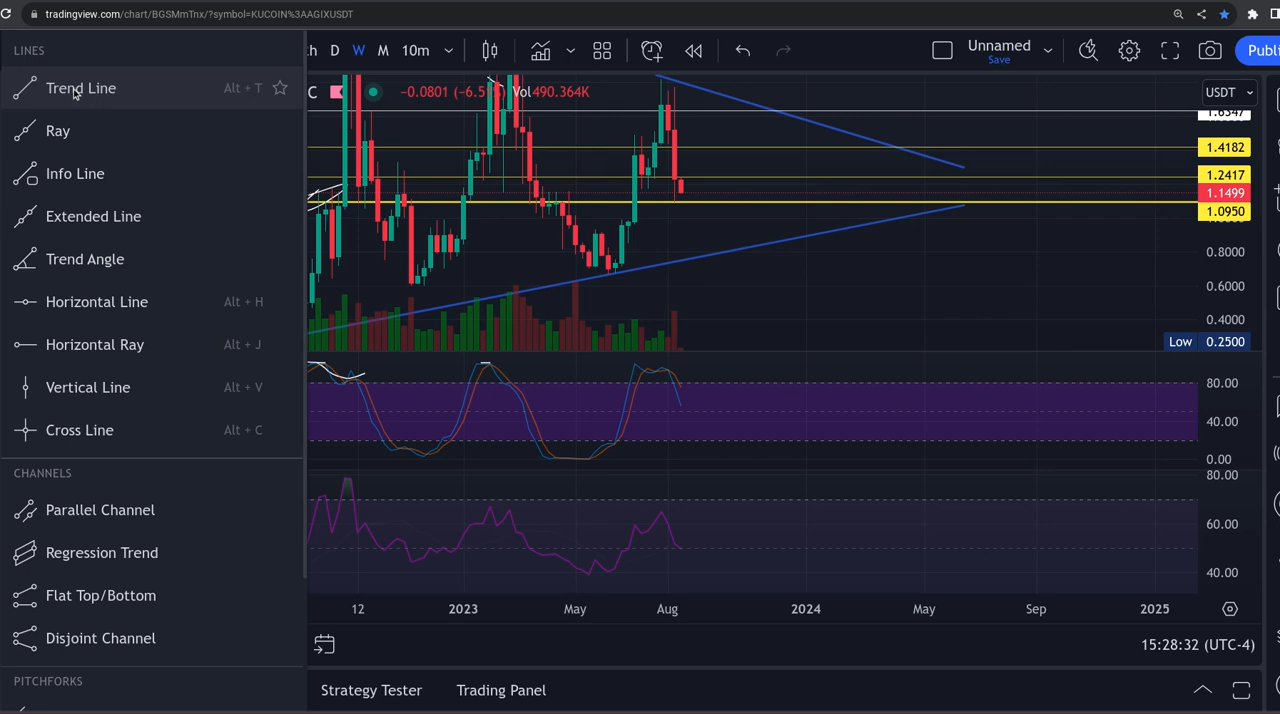 tradingview.com/chart/BGSMmTnx/?symbol=KUCOIN%3AAGIXUSDT
LINES
Trend Line Alt + T
Ray
Info Line
Extended Line
Trend Angle
Horizontal Line Alt + H
Horizontal Ray Alt + J
Vertical Line Alt + V
Cross Line Alt + C
CHANNELS
Parallel Channel
Regression Trend
Flat Top/Bottom
Disjoint Channel
PITCHFORKS
h D W M 10m
Unnamed
Save
Publi
C −0.0801 (−6.5 Vol 490.364K
USDT
1.6347
1.4182
1.2417
1.1499
1.0950
0.8000
0.6000
0.4000
Low 0.2500
80.00
40.00
0.00
80.00
60.00
40.00
12 2023 May Aug 2024 May Sep 2025
15:28:32 (UTC-4)
Strategy Tester Trading Panel